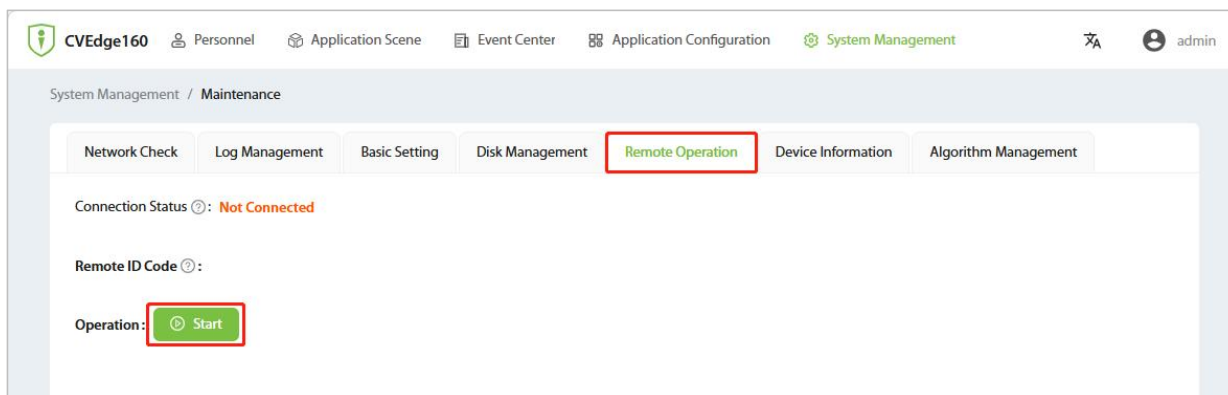 CVEdge160 Personnel Application Scene Event Center Application Configuration System Management admin
System Management / Maintenance
Network Check Log Management Basic Setting Disk Management Remote Operation Device Information Algorithm Management
Connection Status ?: Not Connected
Remote ID Code ?:
Operation: Start